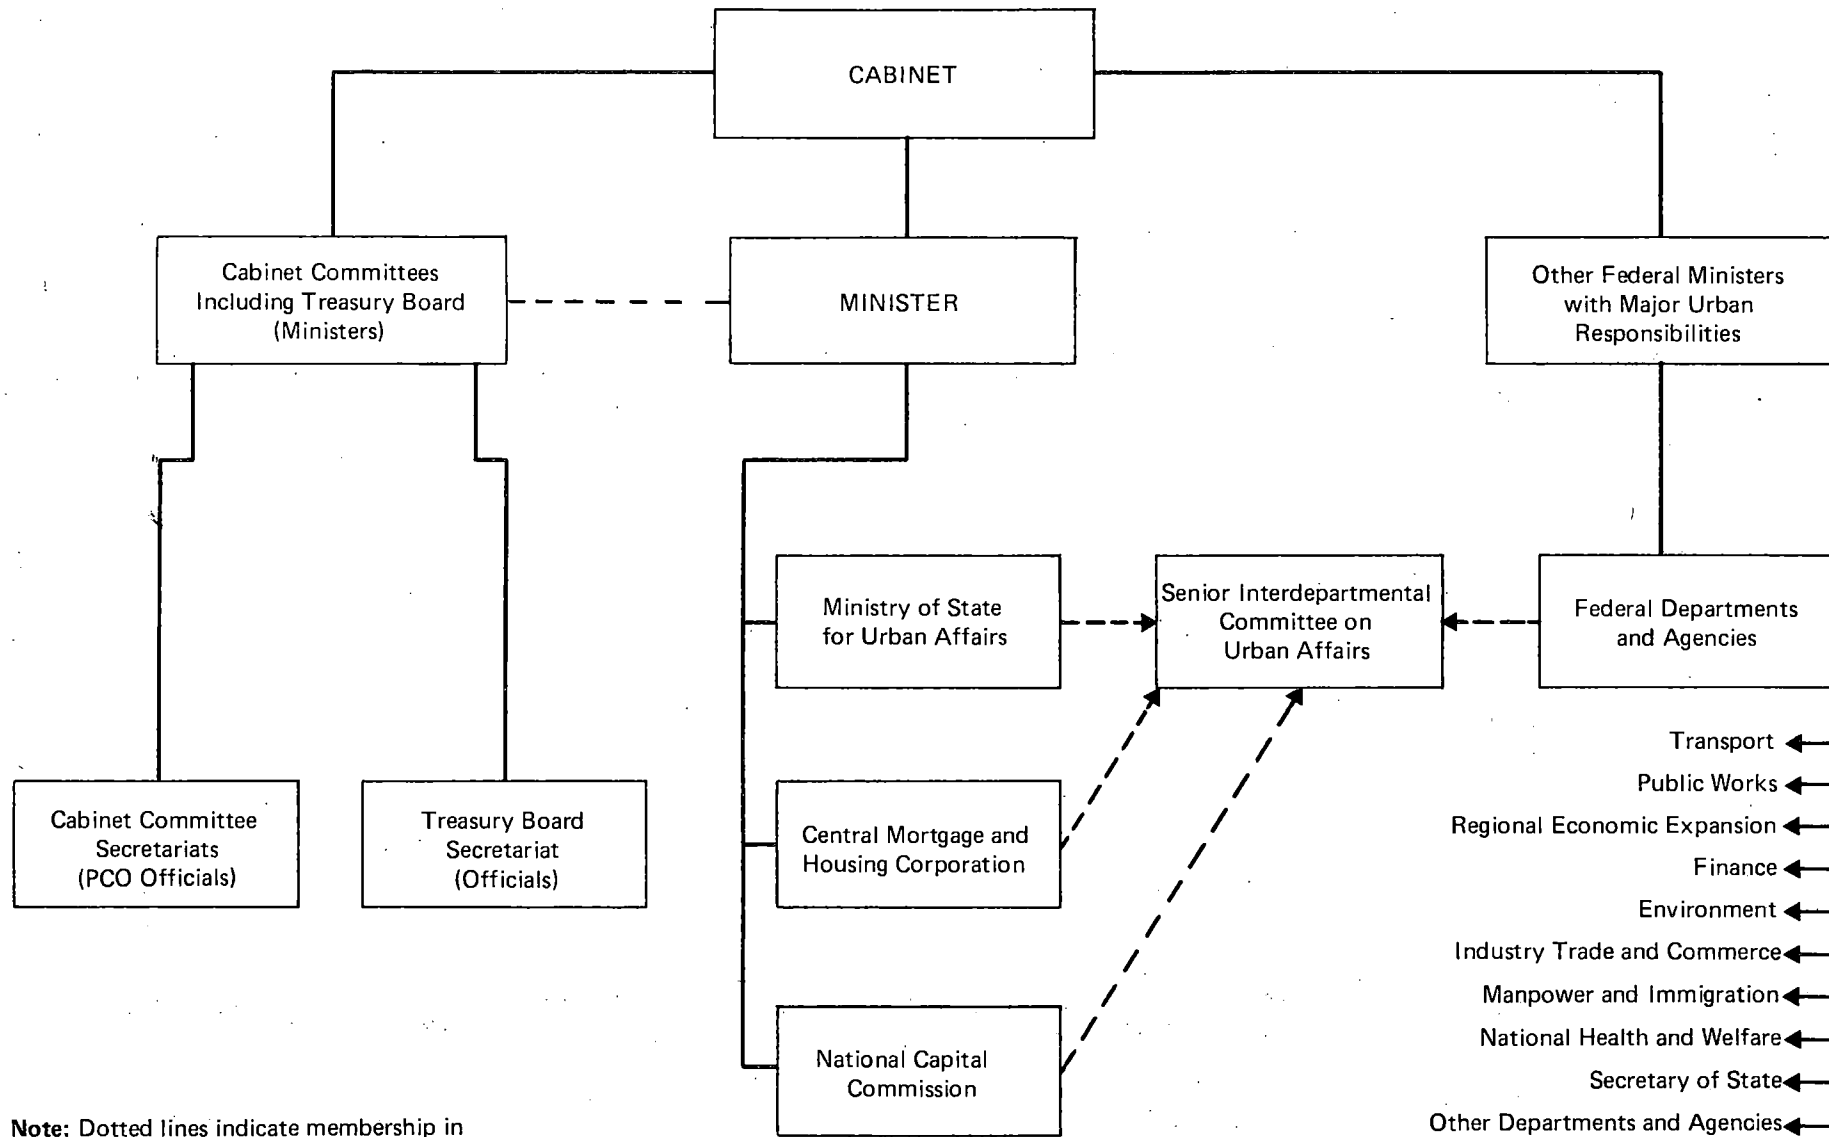 CABINET
Cabinet Committees
Including Treasury Board
(Ministers)
MINISTER
Other Federal Ministers
with Major Urban
Responsibilities
Ministry of State
for Urban Affairs
Senior Interdepartmental
Committee on
Urban Affairs
Federal Departments
and Agencies
Cabinet Committee
Secretariats
(PCO Officials)
Treasury Board
Secretariat
(Officials)
Central Mortgage and
Housing Corporation
National Capital
Commission
Transport
Public Works
Regional Economic Expansion
Finance
Environment
Industry Trade and Commerce
Manpower and Immigration
National Health and Welfare
Secretary of State
Other Departments and Agencies
Note: Dotted lines indicate membership in